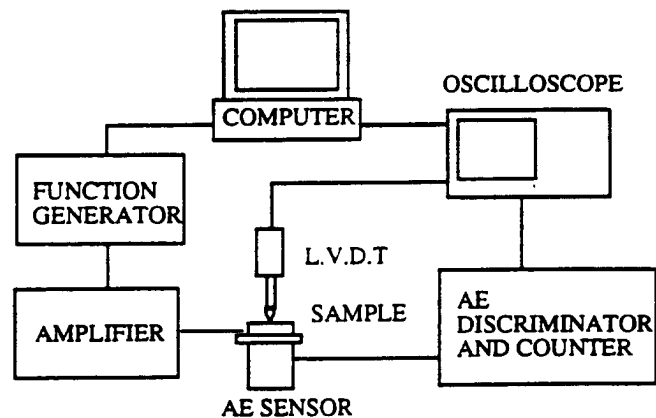 OSCILLOSCOPE
COMPUTER
FUNCTION
GENERATOR
L.V.D.T
SAMPLE
AMPLIFIER
AE
DISCRIMINATOR
AND COUNTER
AE SENSOR